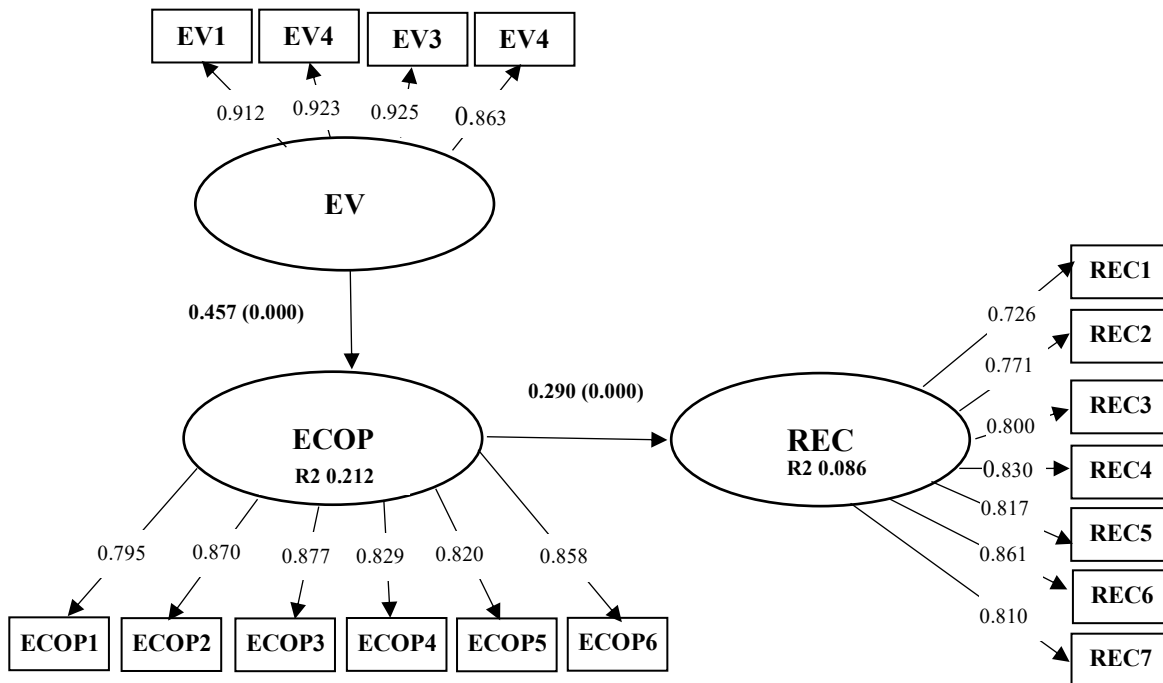 EV1 EV4 EV3 EV4
0.912 0.923 0.925 0.863
EV
0.457 (0.000)
ECOP
R2 0.212
0.290 (0.000)
REC
R2 0.086
0.795 0.870 0.877 0.829 0.820 0.858
ECOP1 ECOP2 ECOP3 ECOP4 ECOP5 ECOP6
REC1
0.726
REC2
0.771
REC3
0.800
REC4
0.830
0.817
REC5
0.861
REC6
0.810
REC7